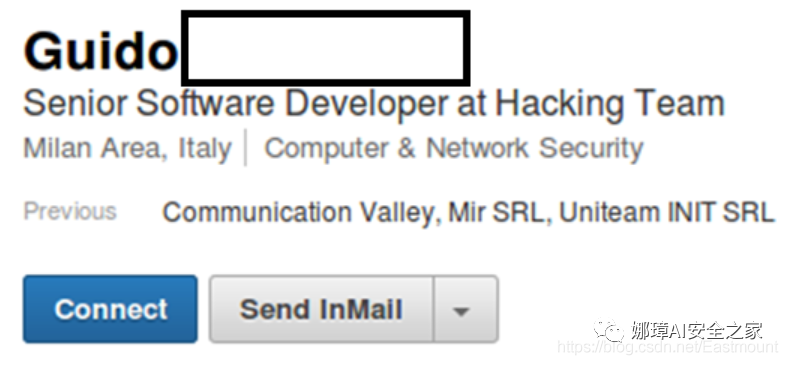 Guido
Senior Software Developer at Hacking Team
Milan Area, Italy Computer & Network Security
Previous Communication Valley, Mir SRL, Uniteam INIT SRL
Connect Send InMail
娜璋AI安全之家
https://blog.csdn.net/Eastmount